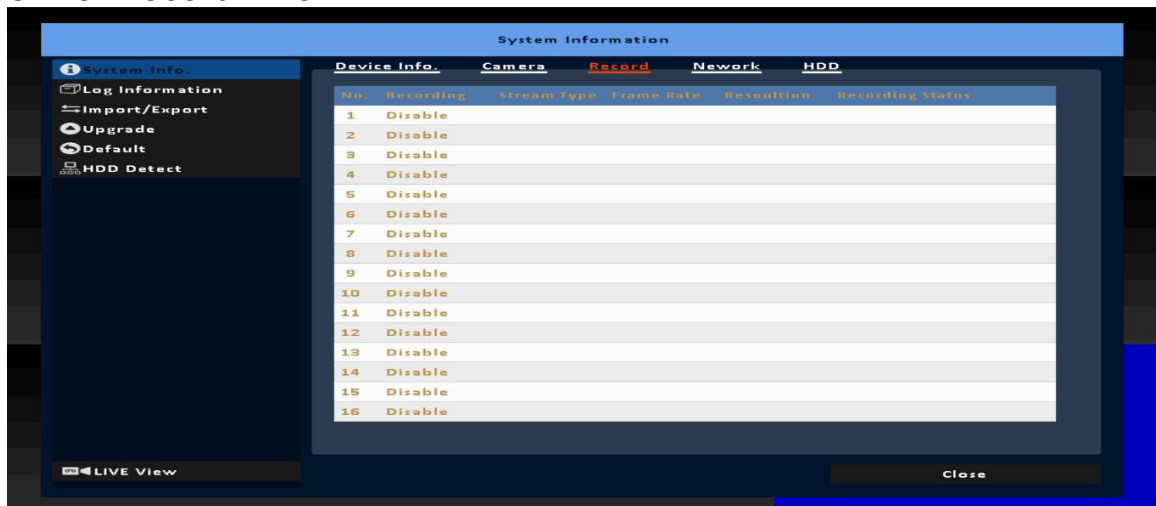 System Information
System Info.
Log Information
Import/Export
Upgrade
Default
HDD Detect
LIVE View
Device Info. Camera Record Nework HDD
No. Recording Stream Type Frame Rate Resoultion Recording Status
1 Disable
2 Disable
3 Disable
4 Disable
5 Disable
6 Disable
7 Disable
8 Disable
9 Disable
10 Disable
11 Disable
12 Disable
13 Disable
14 Disable
15 Disable
16 Disable
Close